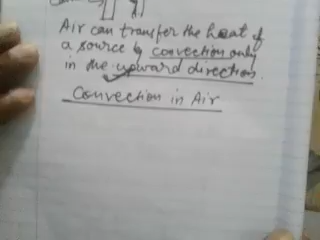 Air can transfer the heat of
a source by convection only
in the upward direction.
Convection in Air